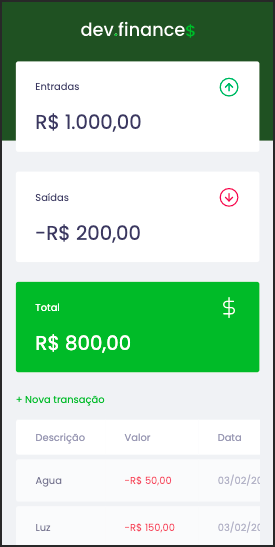 dev.finance$
Entradas
R$ 1.000,00
Saídas
-R$ 200,00
Total
$
R$ 800,00
+ Nova transação
Descrição Valor Data
Agua -R$ 50,00 03/02/20
Luz -R$ 150,00 03/02/20